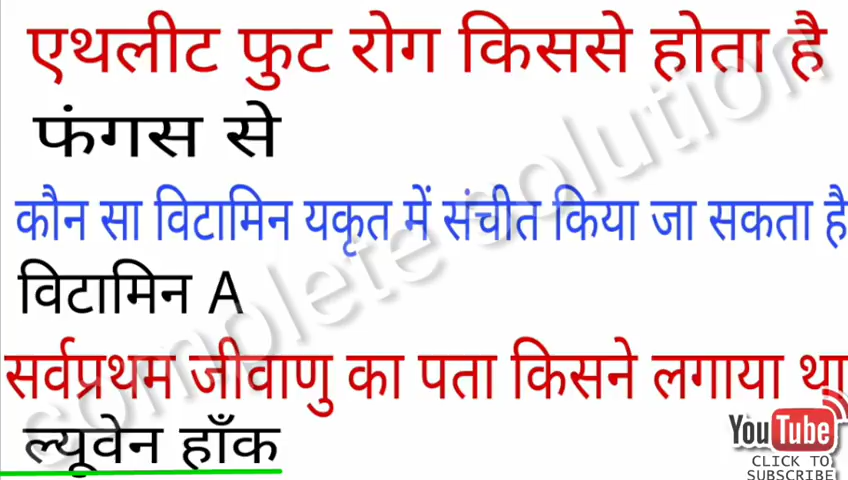 एथलीट फुट रोग किससे होता है
फंगस से
कौन सा विटामिन यकृत में संचीत किया जा सकता है
विटामिन A
सर्वप्रथम जीवाणु का पता किसने लगाया था
ल्यूवेन हाँक
complete solution
YouTube
CLICK TO
SUBSCRIBE